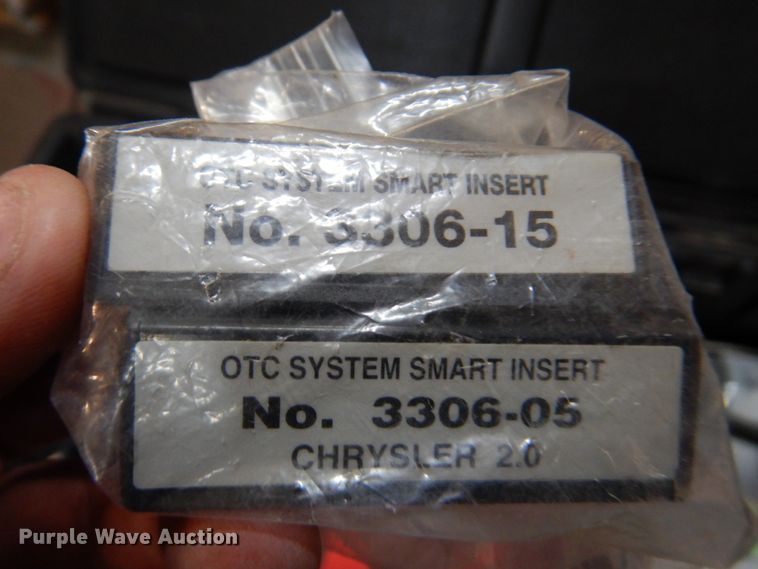 OTC SYSTEM SMART INSERT
No. 3306-15
OTC SYSTEM SMART INSERT
No. 3306-05
CHRYSLER 2.0
Purple Wave Auction